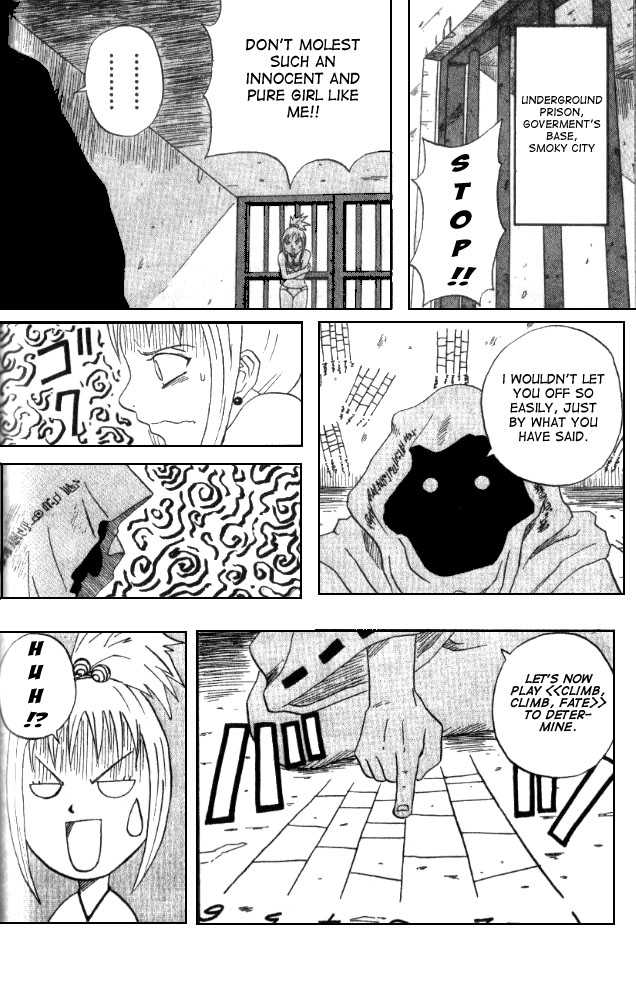 UNDERGROUND
PRISON,
GOVERMENT'S
BASE,
SMOKY CITY
STOP!!
DON'T MOLEST
SUCH AN
INNOCENT AND
PURE GIRL LIKE
ME!!
I WOULDN'T LET
YOU OFF SO
EASILY, JUST
BY WHAT YOU
HAVE SAID.
ゴク
LET'S NOW
PLAY <<CLIMB,
CLIMB, FATE>>
TO DETER-
MINE.
HUH!?